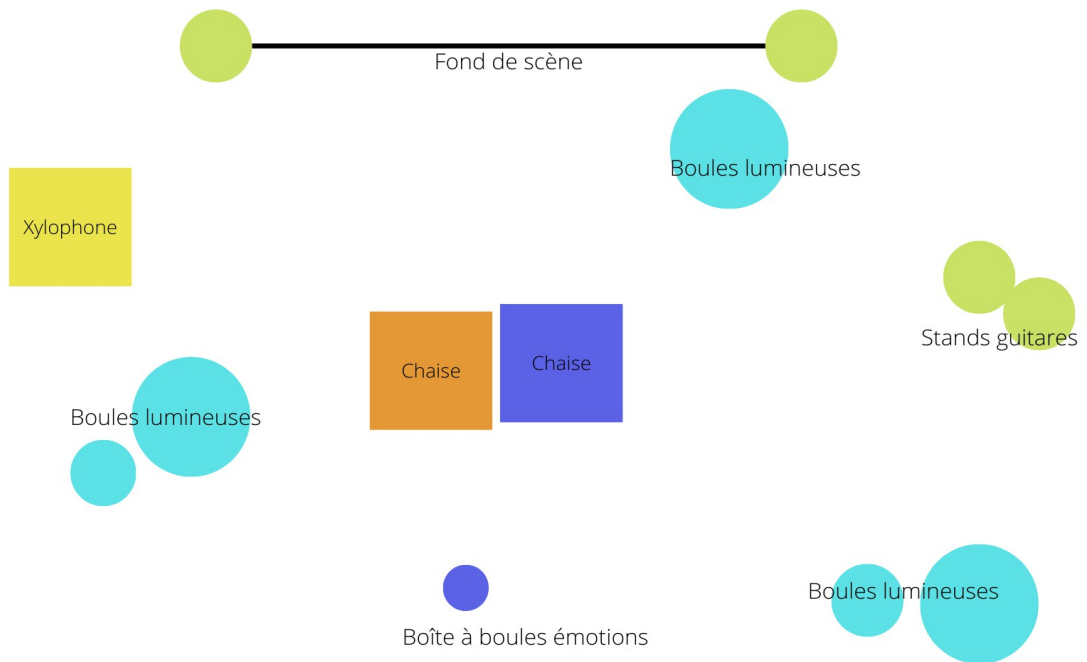 Fond de scène
Boules lumineuses
Xylophone
Stands guitares
Chaise
Chaise
Boules lumineuses
Boules lumineuses
Boîte à boules émotions